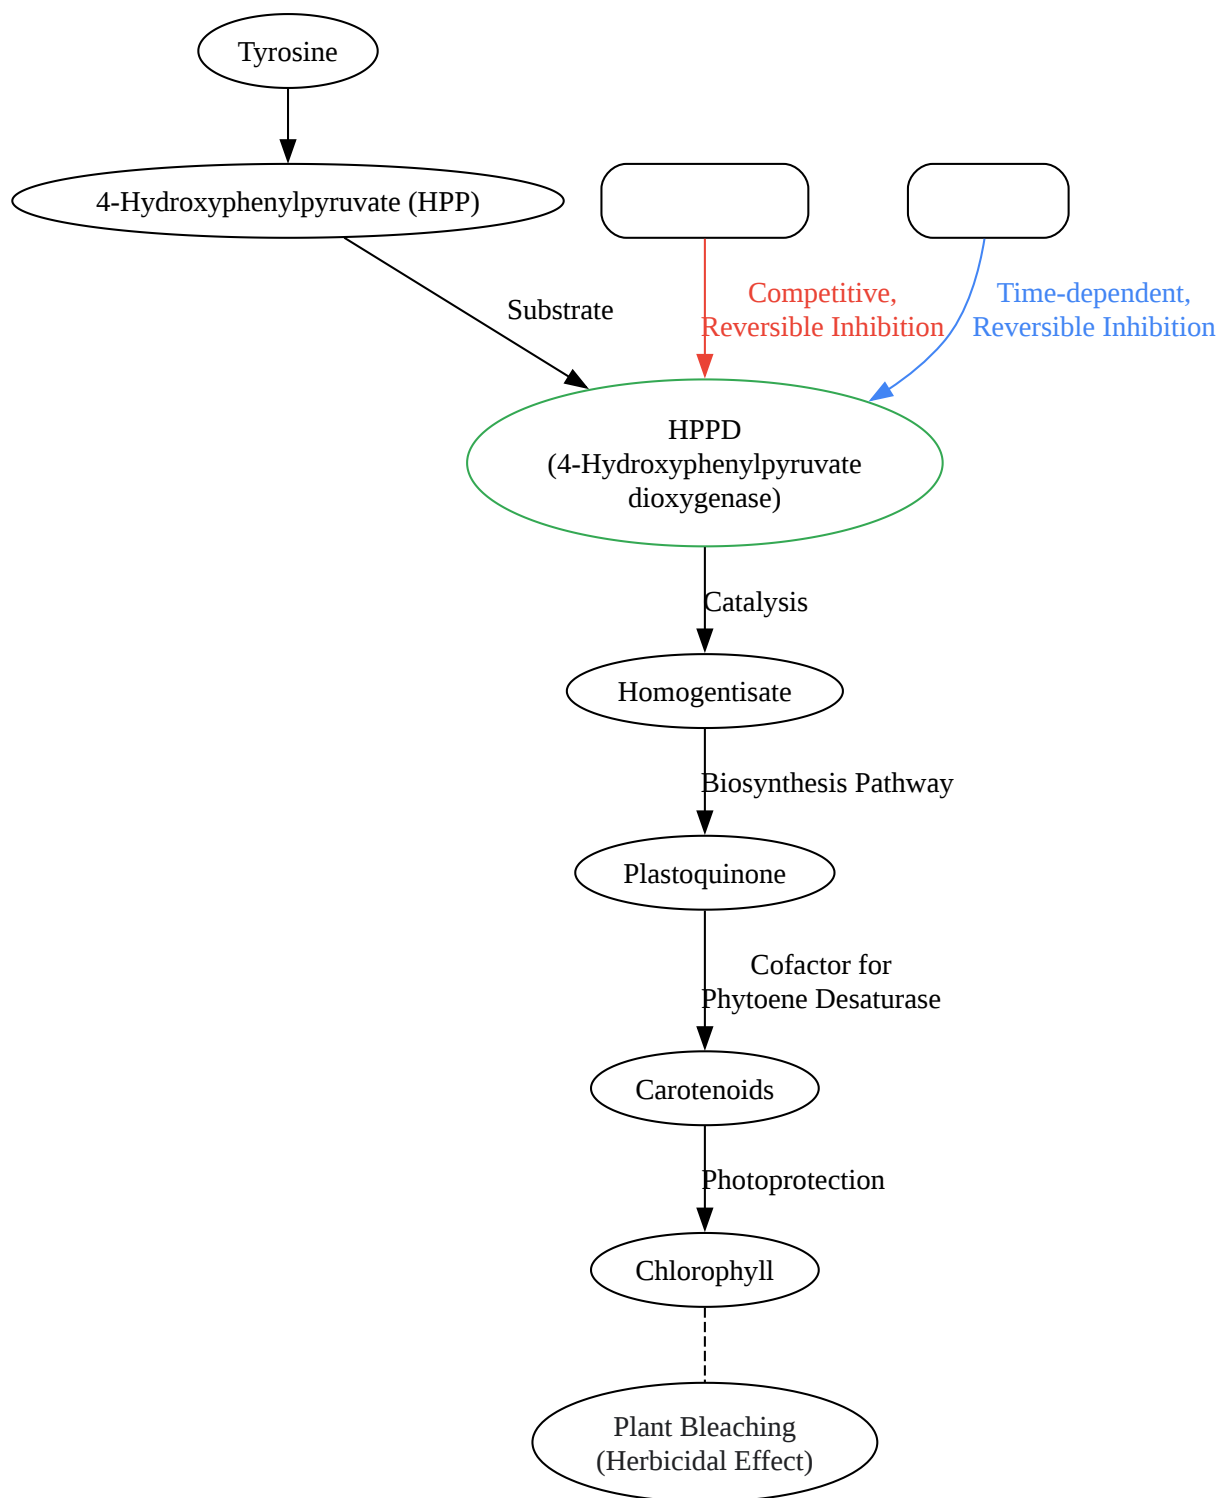 Tyrosine
4-Hydroxyphenylpyruvate (HPP)
Substrate
Competitive,
Reversible Inhibition
Time-dependent,
Reversible Inhibition
HPPD
(4-Hydroxyphenylpyruvate
dioxygenase)
Catalysis
Homogentisate
Biosynthesis Pathway
Plastoquinone
Cofactor for
Phytoene Desaturase
Carotenoids
Photoprotection
Chlorophyll
Plant Bleaching
(Herbicidal Effect)